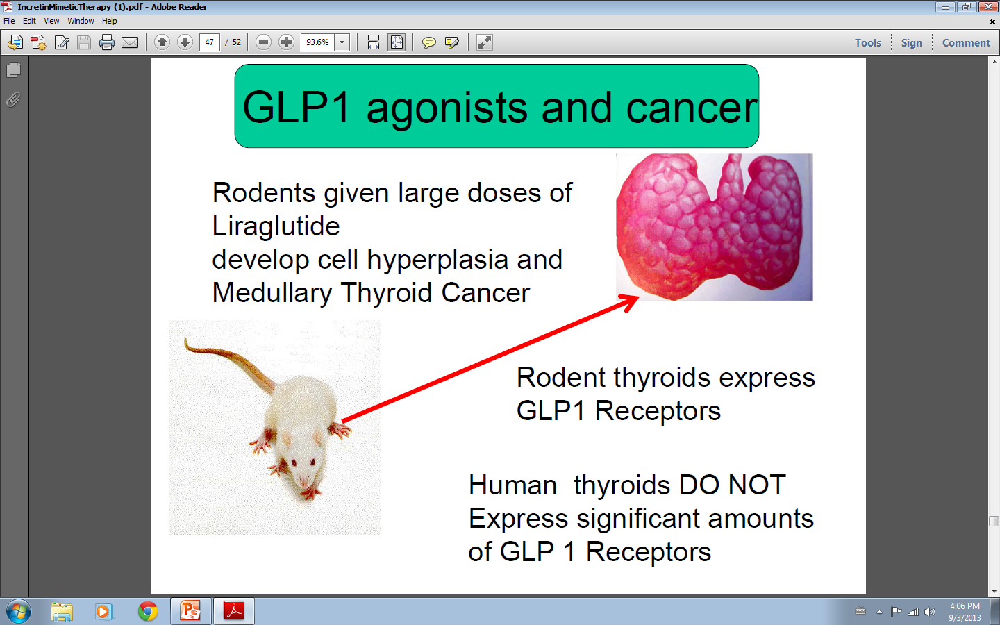 IncretinMimeticTherapy (1).pdf - Adobe Reader
File Edit View Window Help
47 / 52 93.6% Tools Sign Comment
GLP1 agonists and cancer
Rodents given large doses of
Liraglutide
develop cell hyperplasia and
Medullary Thyroid Cancer
Rodent thyroids express
GLP1 Receptors
Human thyroids DO NOT
Express significant amounts
of GLP 1 Receptors
4:06 PM
9/3/2013